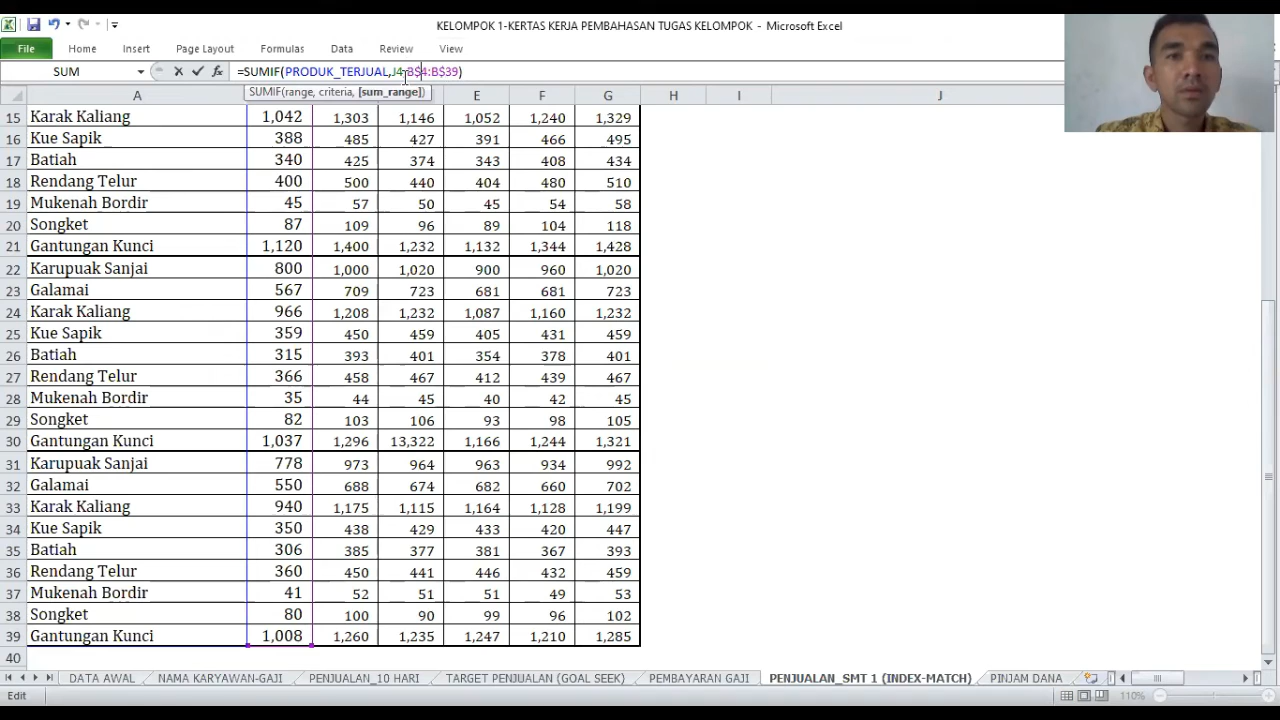 KELOMPOK 1-KERTAS KERJA PEMBAHASAN TUGAS KELOMPOK - Microsoft Excel
File Home Insert Page Layout Formulas Data Review View
SUM =SUMIF(PRODUK_TERJUAL,J4,B$4:B$39)
SUMIF(range, criteria, [sum_range])
A E F G H I J
15 Karak Kaliang 1,042 1,303 1,146 1,052 1,240 1,329
16 Kue Sapik 388 485 427 391 466 495
17 Batiah 340 425 374 343 408 434
18 Rendang Telur 400 500 440 404 480 510
19 Mukenah Bordir 45 57 50 45 54 58
20 Songket 87 109 96 89 104 118
21 Gantungan Kunci 1,120 1,400 1,232 1,132 1,344 1,428
22 Karupuak Sanjai 800 1,000 1,020 900 960 1,020
23 Galamai 567 709 723 681 681 723
24 Karak Kaliang 966 1,208 1,232 1,087 1,160 1,232
25 Kue Sapik 359 450 459 405 431 459
26 Batiah 315 393 401 354 378 401
27 Rendang Telur 366 458 467 412 439 467
28 Mukenah Bordir 35 44 45 40 42 45
29 Songket 82 103 106 93 98 105
30 Gantungan Kunci 1,037 1,296 13,322 1,166 1,244 1,321
31 Karupuak Sanjai 778 973 964 963 934 992
32 Galamai 550 688 674 682 660 702
33 Karak Kaliang 940 1,175 1,115 1,164 1,128 1,199
34 Kue Sapik 350 438 429 433 420 447
35 Batiah 306 385 377 381 367 393
36 Rendang Telur 360 450 441 446 432 459
37 Mukenah Bordir 41 52 51 51 49 53
38 Songket 80 100 90 99 96 102
39 Gantungan Kunci 1,008 1,260 1,235 1,247 1,210 1,285
40
DATA AWAL NAMA KARYAWAN-GAJI PENJUALAN_10 HARI TARGET PENJUALAN (GOAL SEEK) PEMBAYARAN GAJI PENJUALAN_SMT 1 (INDEX-MATCH) PINJAM DANA
Edit 110%